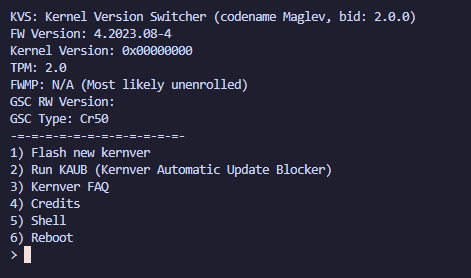 KVS: Kernel Version Switcher (codename Maglev, bid: 2.0.0)
FW Version: 4.2023.08-4
Kernel Version: 0x00000000
TPM: 2.0
FWMP: N/A (Most likely unenrolled)
GSC RW Version:
GSC Type: Cr50
-=-=-=-=-=-=-=-=-=-=-=-=-
1) Flash new kernver
2) Run KAUB (Kernver Automatic Update Blocker)
3) Kernver FAQ
4) Credits
5) Shell
6) Reboot
>